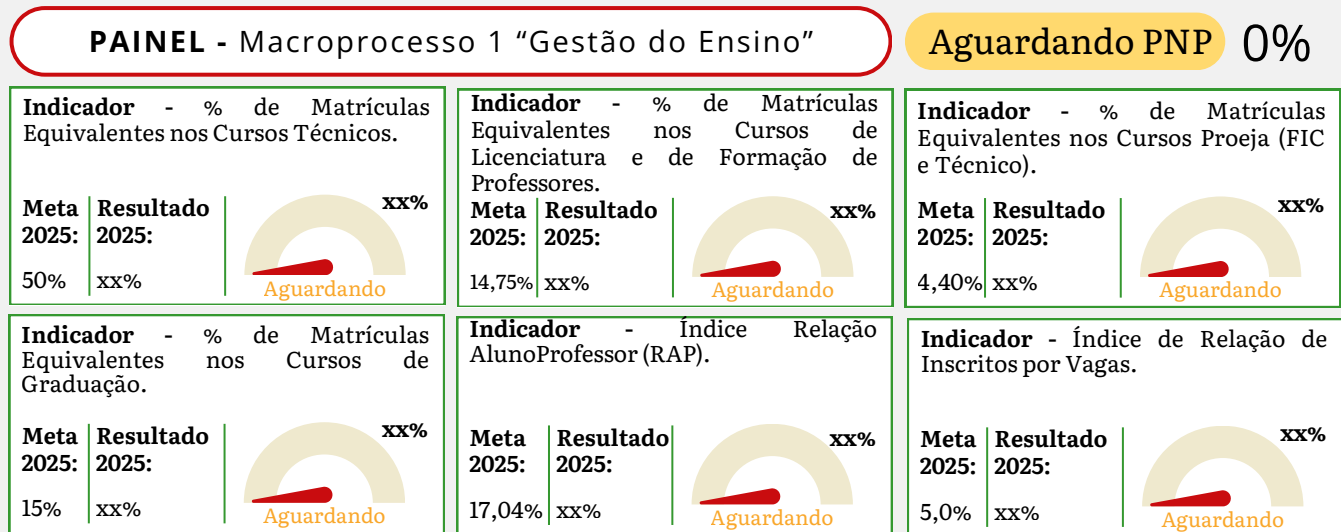 PAINEL - Macroprocesso 1 “Gestão do Ensino”
Aguardando PNP 0%
Indicador - % de Matrículas
Equivalentes nos Cursos Técnicos.
Meta 2025:
50%
Resultado 2025:
xx%
xx%
Aguardando
Indicador - % de Matrículas
Equivalentes nos Cursos de
Licenciatura e de Formação de
Professores.
Meta 2025:
14,75%
Resultado 2025:
xx%
xx%
Aguardando
Indicador - % de Matrículas
Equivalentes nos Cursos Proeja (FIC
e Técnico).
Meta 2025:
4,40%
Resultado 2025:
xx%
xx%
Aguardando
Indicador - % de Matrículas
Equivalentes nos Cursos de
Graduação.
Meta 2025:
15%
Resultado 2025:
xx%
xx%
Aguardando
Indicador - Índice Relação
AlunoProfessor (RAP).
Meta 2025:
17,04%
Resultado 2025:
xx%
xx%
Aguardando
Indicador - Índice de Relação de
Inscritos por Vagas.
Meta 2025:
5,0%
Resultado 2025:
xx%
xx%
Aguardando